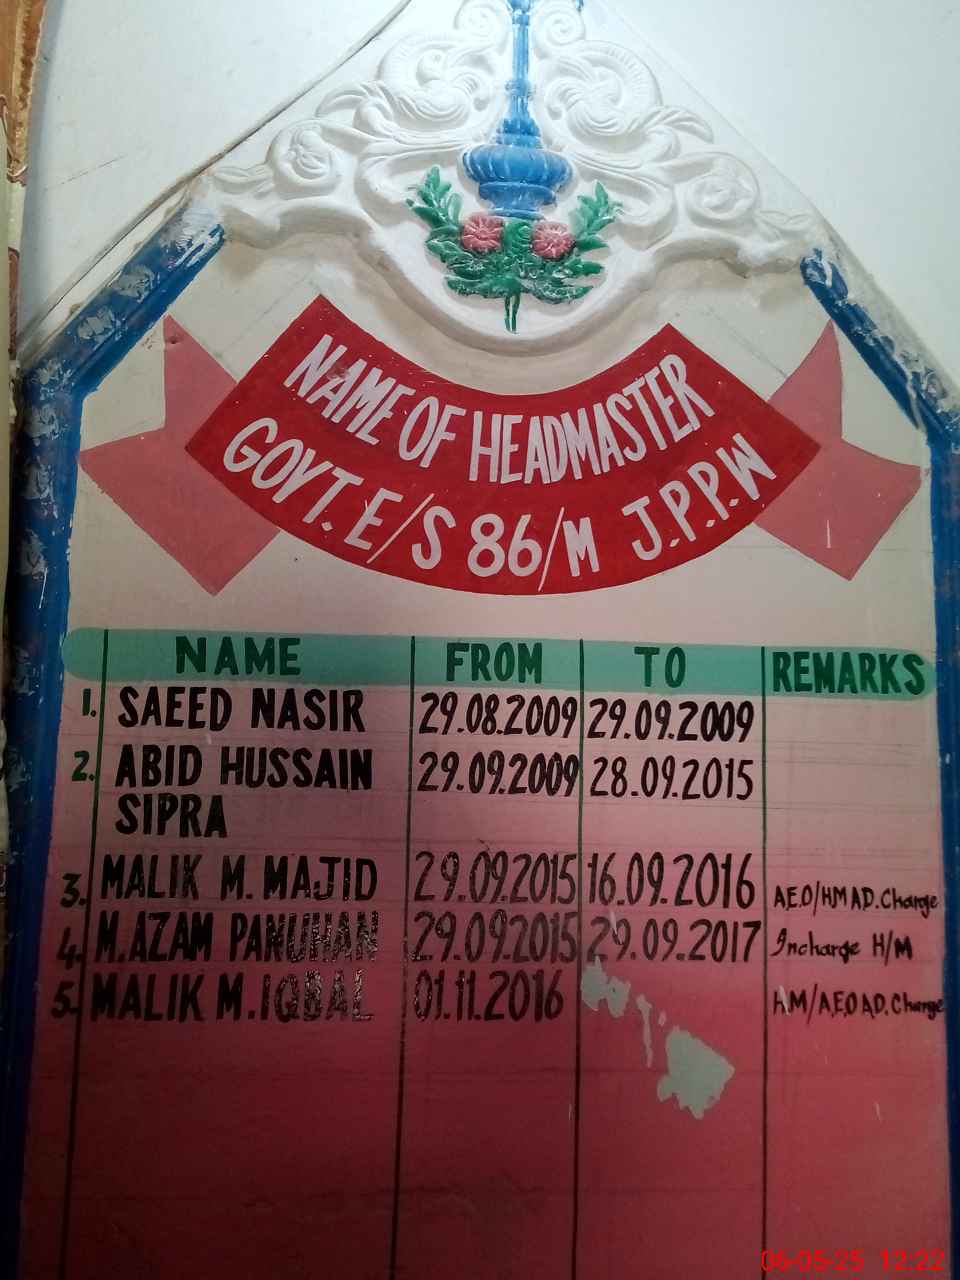 NAME OF HEADMASTER
GOVT. E/S 86/M J.P.P.W
NAME FROM TO REMARKS
1. SAEED NASIR 29.08.2009 29.09.2009
2. ABID HUSSAIN 29.09.2009 28.09.2015
SIPRA
3. MALIK M. MAJID 29.09.2015 16.09.2016 A.E.O/HM AD. Charge
4. M. AZAM PANUHAN 29.09.2015 29.09.2017 Incharge H/M
5. MALIK M. IQBAL 01.11.2016 HM/A.E.O AD. Charge
06-05-25 12:22